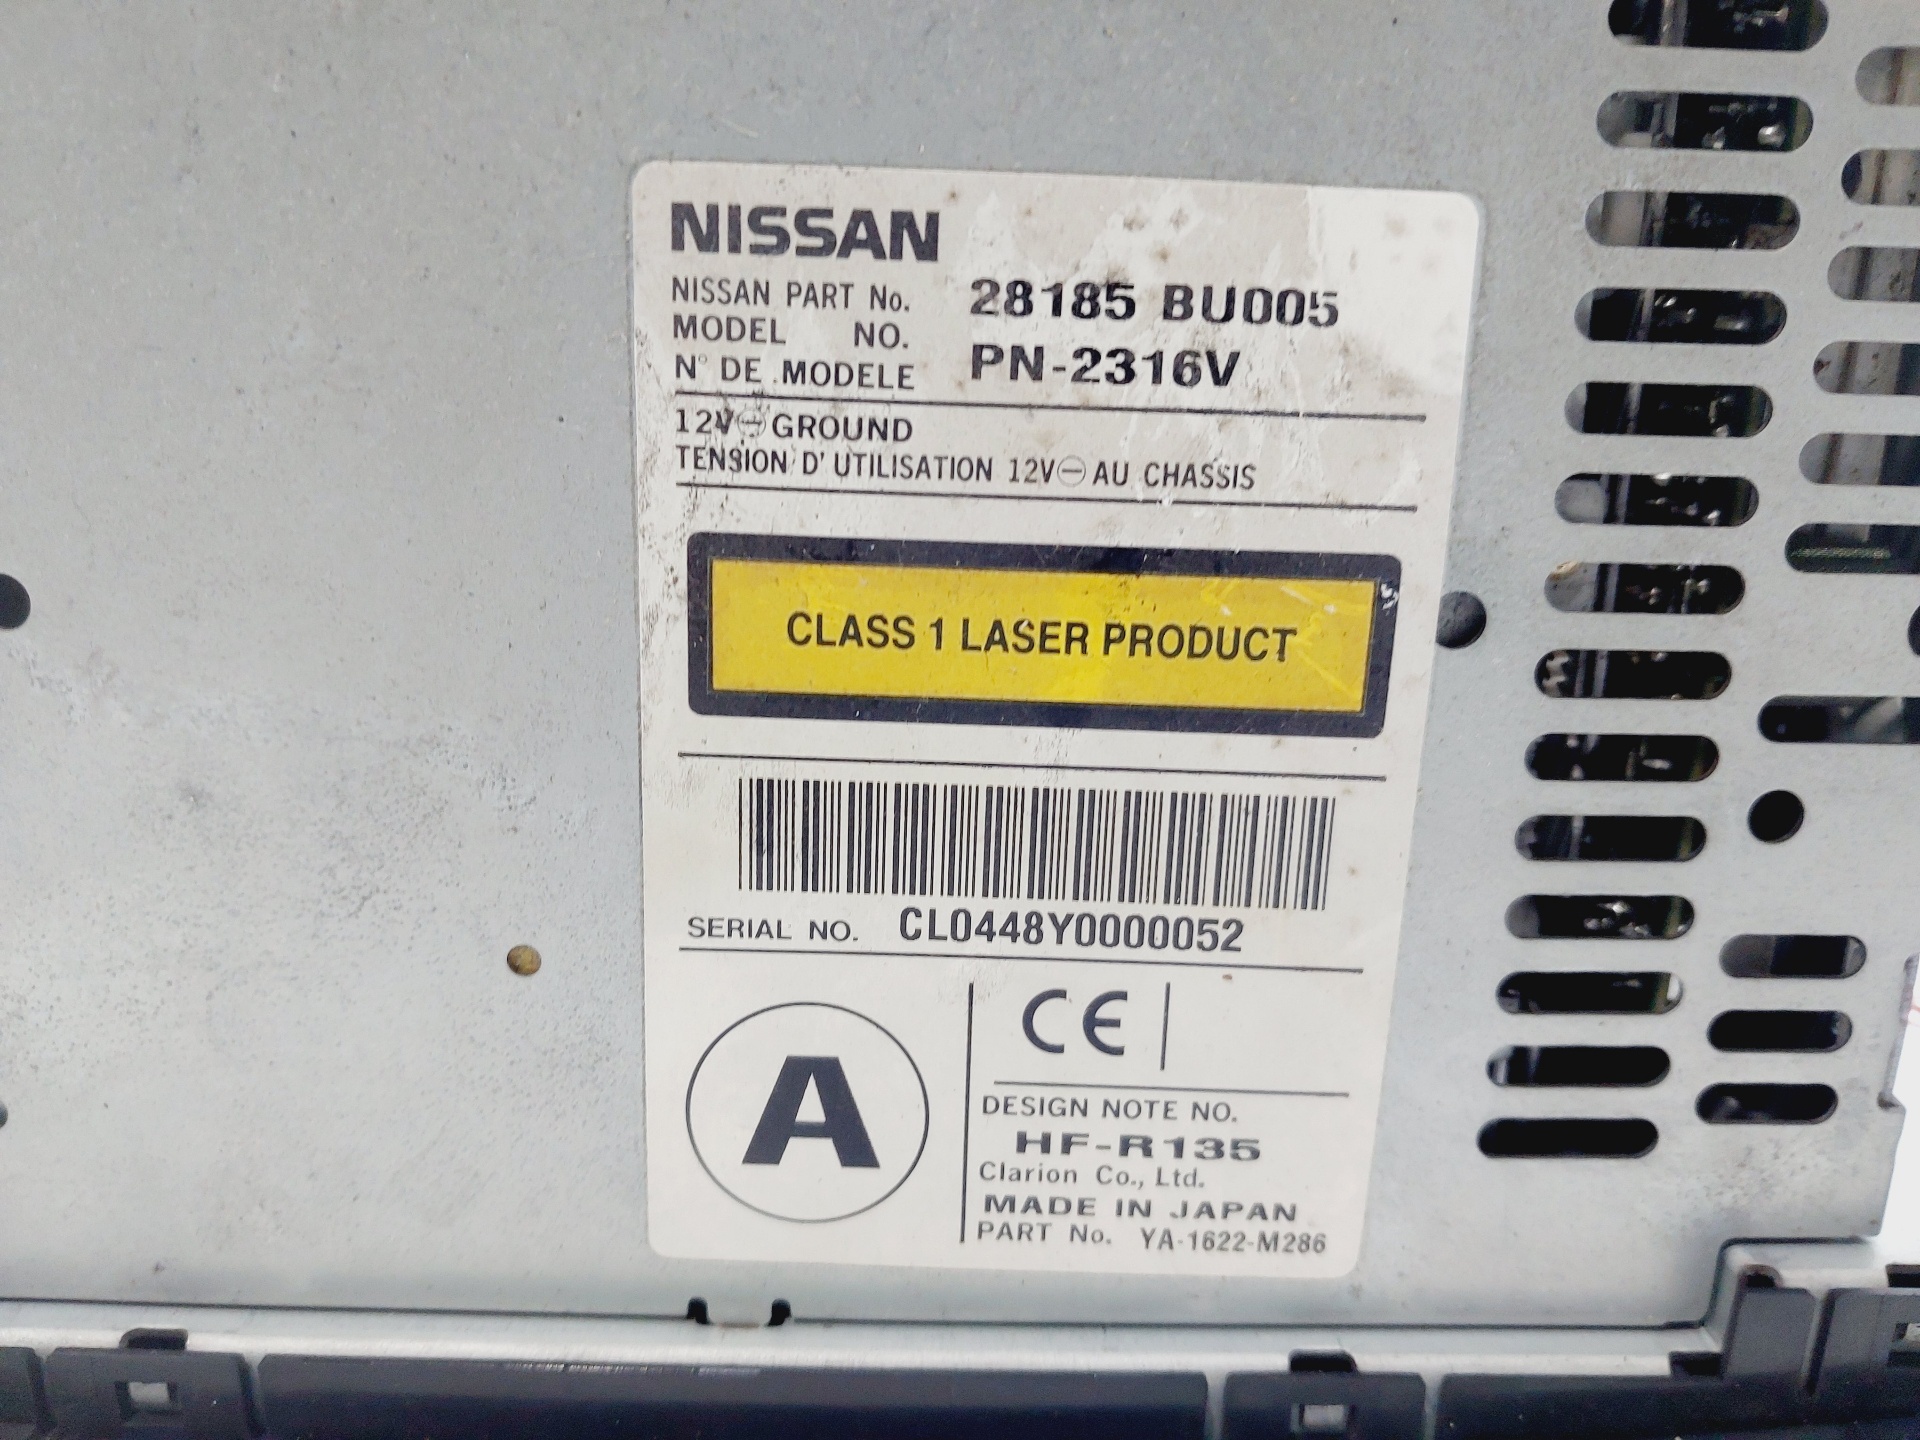 NISSAN
NISSAN PART No. 28185 BU005
MODEL NO.
N° DE MODELE PN-2316V
12V⊖GROUND
TENSION D'UTILISATION 12V⊖AU CHASSIS
CLASS 1 LASER PRODUCT
SERIAL NO. CL0448Y0000052
A
CE
DESIGN NOTE NO.
HF-R135
Clarion Co., Ltd.
MADE IN JAPAN
PART No. YA-1622-M286